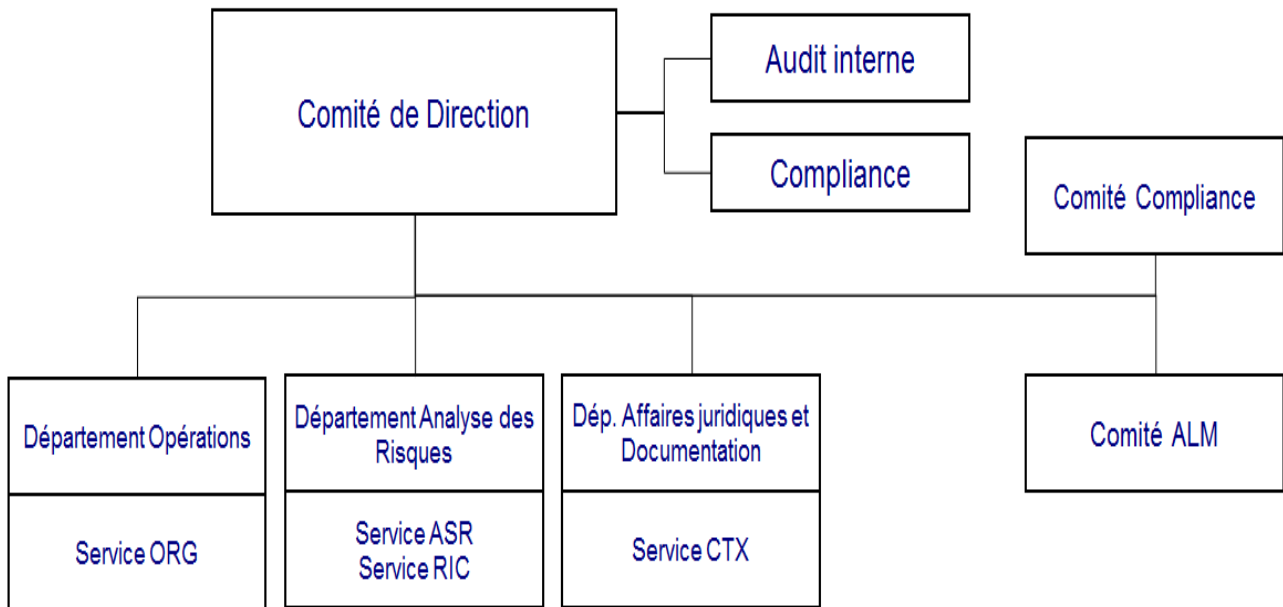 Comité de Direction
Audit interne
Compliance
Comité Compliance
Département Opérations
Service ORG
Département Analyse des
Risques
Service ASR
Service RIC
Dép. Affaires juridiques et
Documentation
Service CTX
Comité ALM